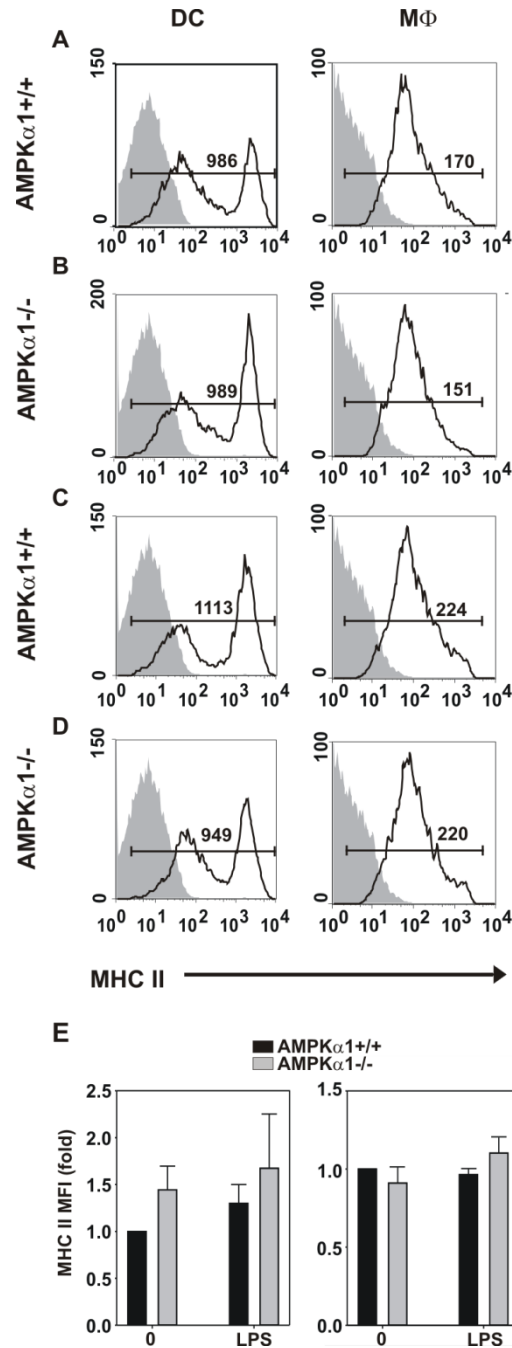 DC MΦ
A
AMPKα1+/+
150
0
986
10⁰ 10¹ 10² 10³ 10⁴
100
0
170
10⁰ 10¹ 10² 10³ 10⁴
B
AMPKα1-/-
200
0
989
10⁰ 10¹ 10² 10³ 10⁴
100
0
151
10⁰ 10¹ 10² 10³ 10⁴
C
AMPKα1+/+
150
0
1113
10⁰ 10¹ 10² 10³ 10⁴
100
0
224
10⁰ 10¹ 10² 10³ 10⁴
D
AMPKα1-/-
150
0
949
10⁰ 10¹ 10² 10³ 10⁴
100
0
220
10⁰ 10¹ 10² 10³ 10⁴
MHC II
E
AMPKα1+/+
AMPKα1-/-
MHC II MFI (fold)
2.5
2.0
1.5
1.0
0.5
0.0
0 LPS
1.5
1.0
0.5
0.0
0 LPS